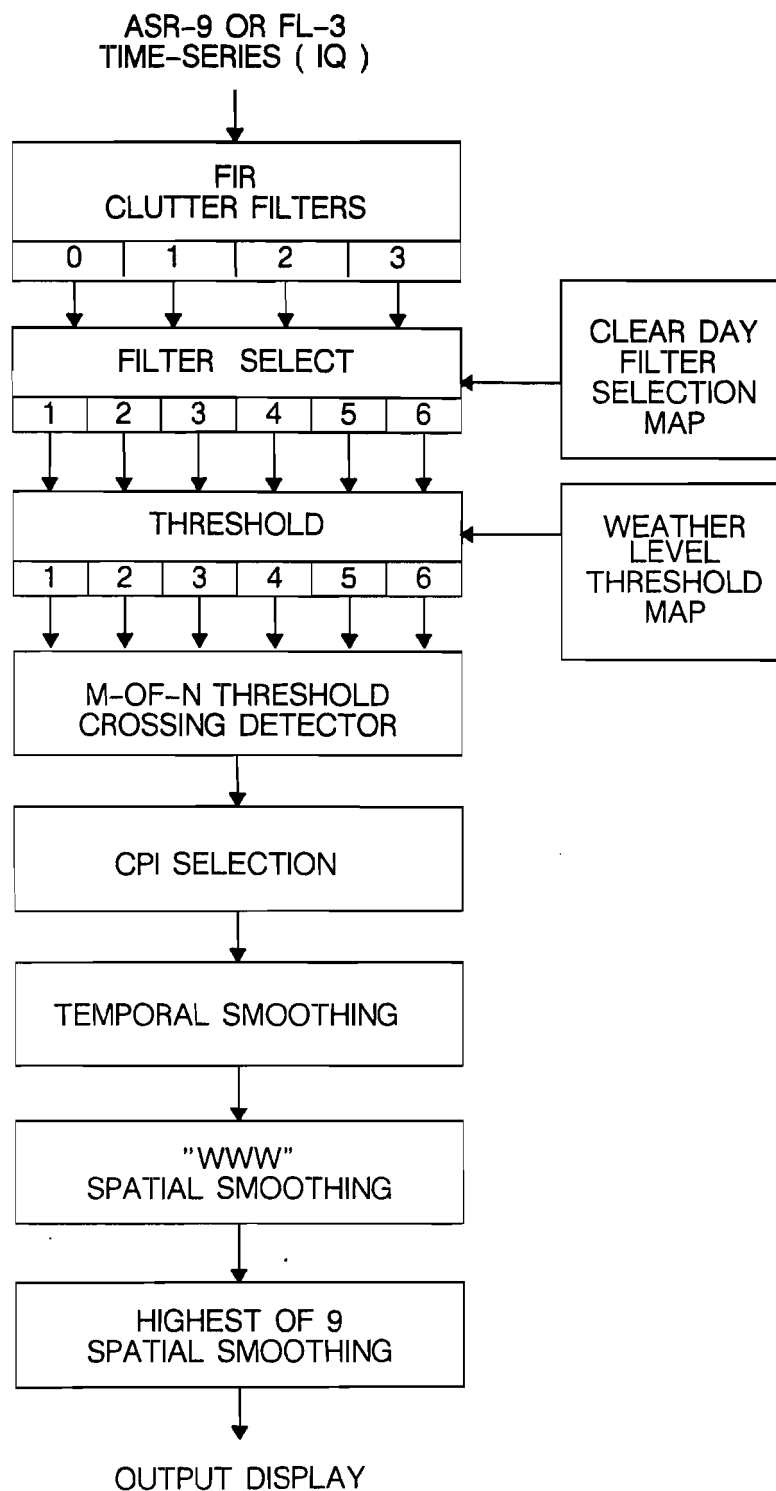 ASR-9 OR FL-3
TIME-SERIES ( IQ )
FIR
CLUTTER FILTERS
0 1 2 3
FILTER SELECT
1 2 3 4 5 6
CLEAR DAY
FILTER
SELECTION
MAP
THRESHOLD
1 2 3 4 5 6
WEATHER
LEVEL
THRESHOLD
MAP
M-OF-N THRESHOLD
CROSSING DETECTOR
CPI SELECTION
TEMPORAL SMOOTHING
"WWW"
SPATIAL SMOOTHING
HIGHEST OF 9
SPATIAL SMOOTHING
OUTPUT DISPLAY